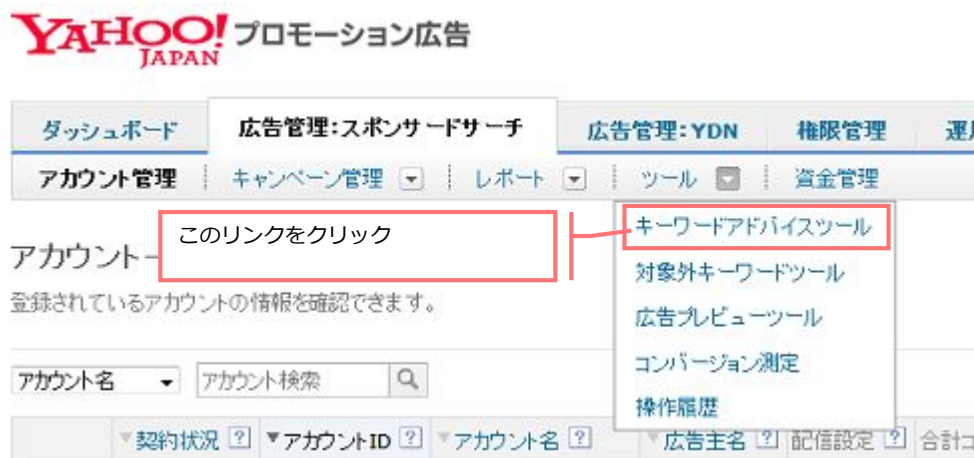 YAHOO! JAPAN プロモーション広告
ダッシュボード 広告管理:スポンサードサーチ 広告管理:YDN 権限管理
アカウント管理 キャンペーン管理 レポート ツール 資金管理
このリンクをクリック
キーワードアドバイスツール
対象外キーワードツール
広告プレビューツール
コンバージョン測定
操作履歴
アカウント
登録されているアカウントの情報を確認できます。
アカウント名 アカウント検索
契約状況 ? アカウントID ? アカウント名 ? 広告主名 ? 配信設定 ? 合計